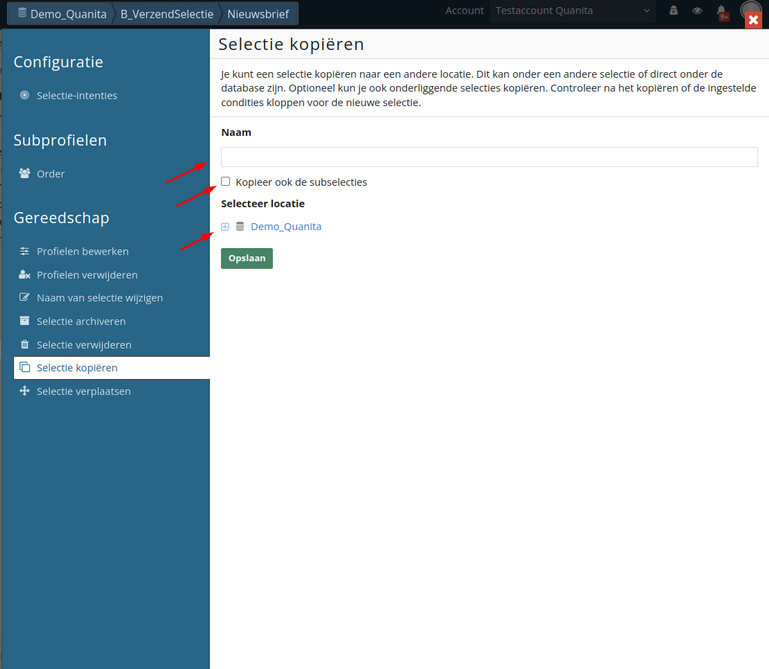 Demo_Quanita B_VerzendSelectie Nieuwsbrief
Account Testaccount Quanita
9+
Configuratie
Selectie-intenties
Subprofielen
Order
Gereedschap
Profielen bewerken
Profielen verwijderen
Naam van selectie wijzigen
Selectie archiveren
Selectie verwijderen
Selectie kopiëren
Selectie verplaatsen
Selectie kopiëren
Je kunt een selectie kopiëren naar een andere locatie. Dit kan onder een andere selectie of direct onder de
database zijn. Optioneel kun je ook onderliggende selecties kopiëren. Controleer na het kopiëren of de ingestelde
condities kloppen voor de nieuwe selectie.
Naam
Kopieer ook de subselecties
Selecteer locatie
Demo_Quanita
Opslaan